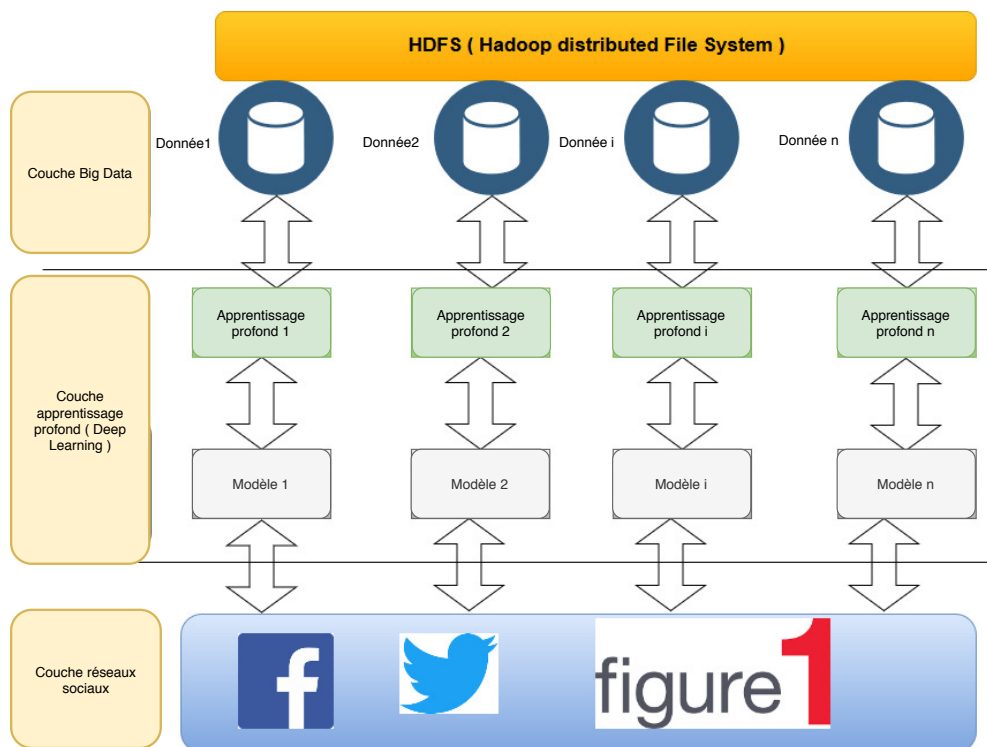 HDFS ( Hadoop distributed File System )
Couche Big Data
Donnée1
Donnée2
Donnée i
Donnée n
Couche
apprentissage
profond ( Deep
Learning )
Apprentissage
profond 1
Apprentissage
profond 2
Apprentissage
profond i
Apprentissage
profond n
Modèle 1
Modèle 2
Modèle i
Modèle n
Couche réseaux
sociaux
f
figure1